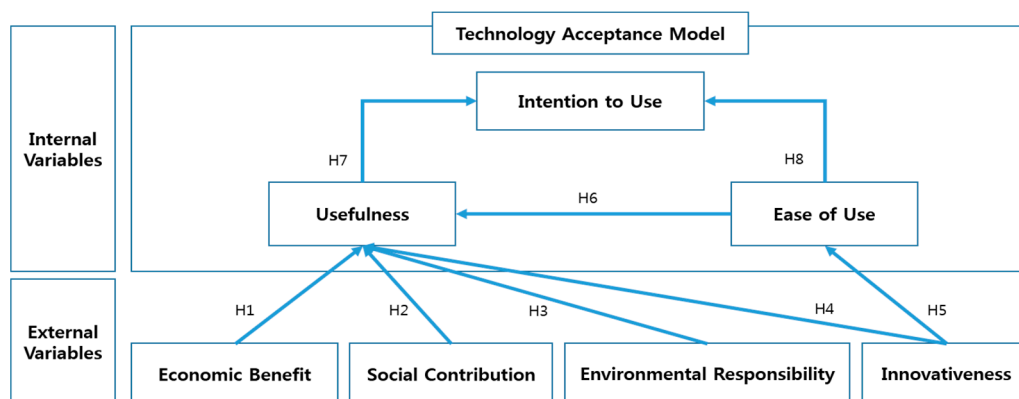 Technology Acceptance Model
Intention to Use
Internal
Variables
H7
H8
Usefulness
H6
Ease of Use
H1
H2
H3
H4
H5
External
Variables
Economic Benefit
Social Contribution
Environmental Responsibility
Innovativeness